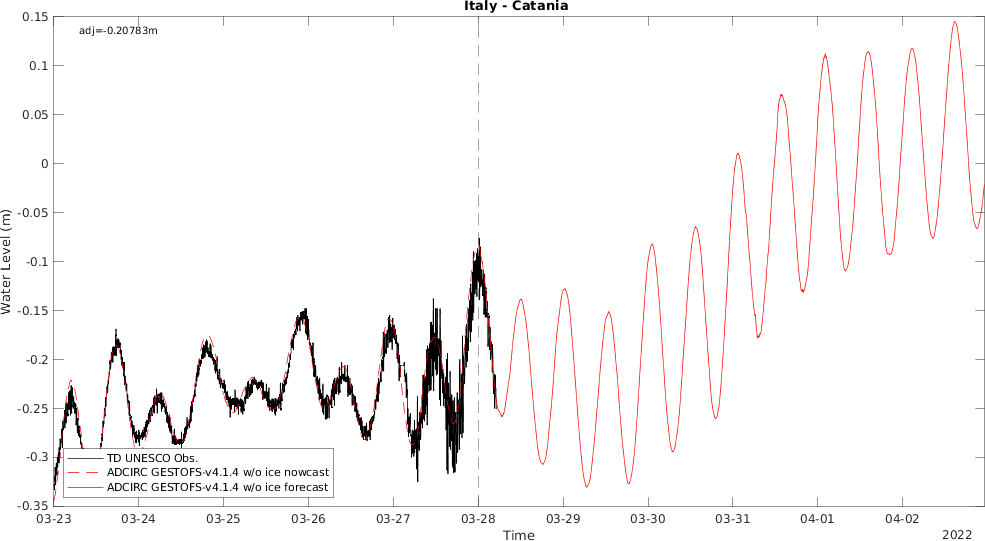 Italy - Catania
adj=-0.20783m
0.15
0.1
0.05
0
-0.05
-0.1
-0.15
-0.2
-0.25
-0.3
-0.35
Water Level (m)
TD UNESCO Obs.
ADCIRC GESTOFS-v4.1.4 w/o ice nowcast
ADCIRC GESTOFS-v4.1.4 w/o ice forecast
03-23 03-24 03-25 03-26 03-27 03-28 03-29 03-30 03-31 04-01 04-02
Time
2022